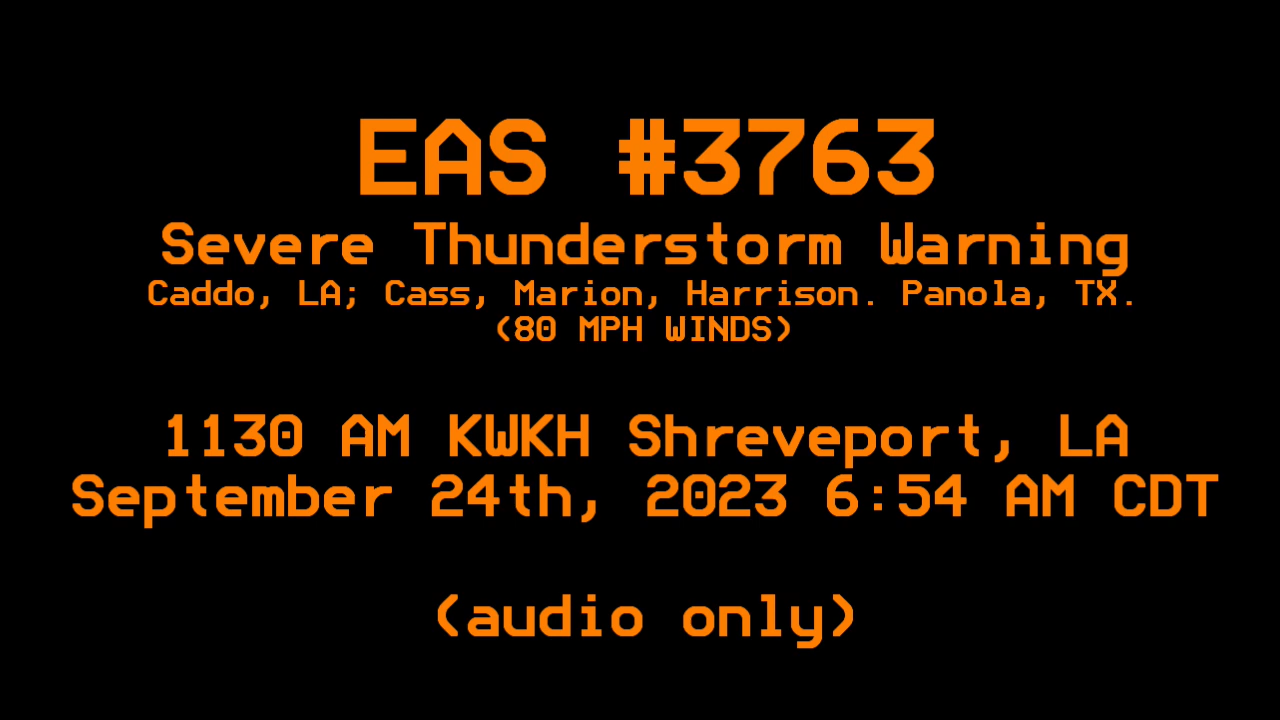 EAS #3763
Severe Thunderstorm Warning
Caddo, LA; Cass, Marion, Harrison. Panola, TX.
(80 MPH WINDS)
1130 AM KWKH Shreveport, LA
September 24th, 2023 6:54 AM CDT
(audio only)